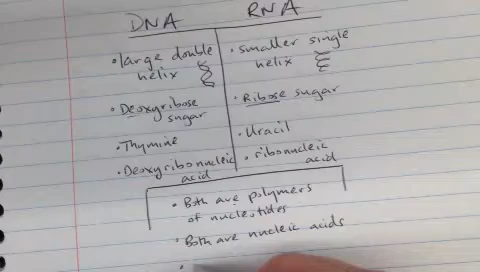 DNA
RNA
• large double
helix
• Deoxyribose
sugar
• Thymine
• Deoxyribonucleic
acid
• smaller single
helix
• Ribose sugar
• Uracil
• ribonucleic
acid
• Both are polymers
of nucleotides
• Both are nucleic acids
•